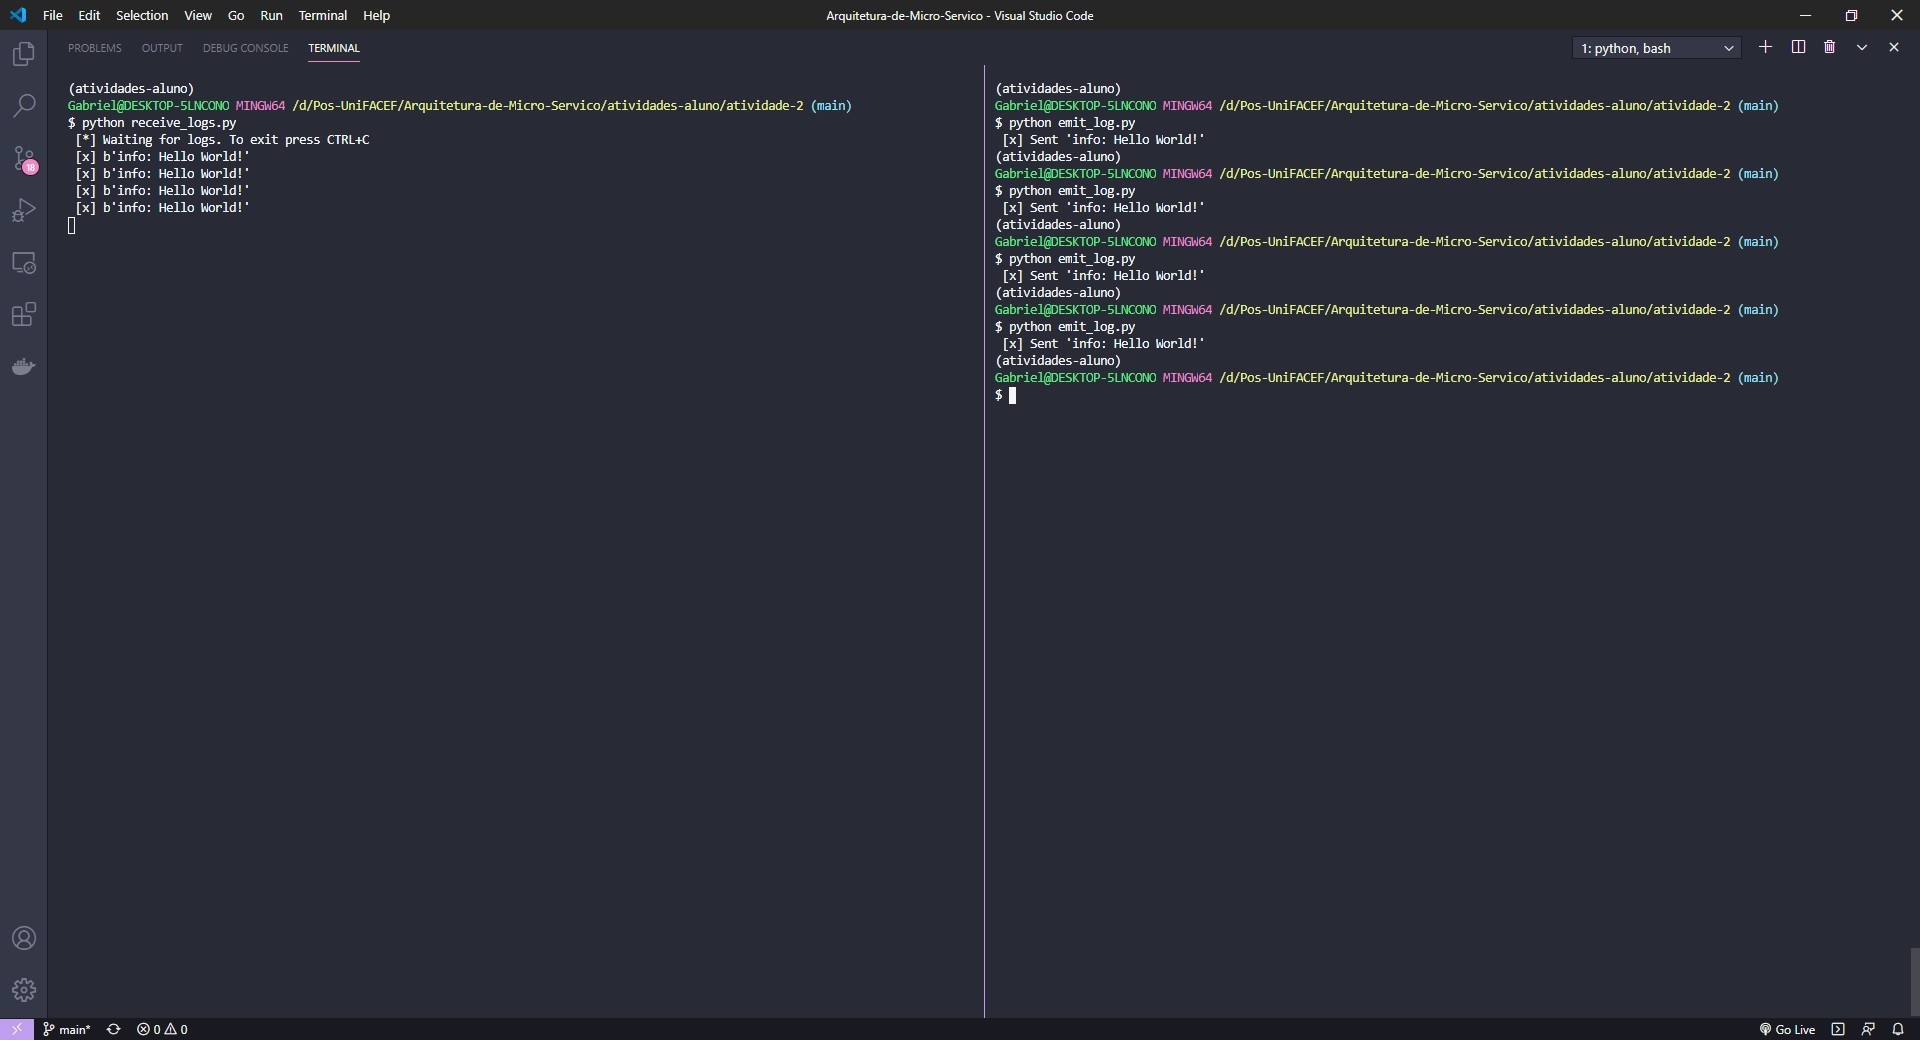 File Edit Selection View Go Run Terminal Help
Arquitetura-de-Micro-Servico - Visual Studio Code
PROBLEMS OUTPUT DEBUG CONSOLE TERMINAL
1: python, bash
(atividades-aluno)
Gabriel@DESKTOP-5LNCONO MINGW64 /d/Pos-UniFACEF/Arquitetura-de-Micro-Servico/atividades-aluno/atividade-2 (main)
$ python receive_logs.py
[*] Waiting for logs. To exit press CTRL+C
[x] b'info: Hello World!'
[x] b'info: Hello World!'
[x] b'info: Hello World!'
[x] b'info: Hello World!'
(atividades-aluno)
Gabriel@DESKTOP-5LNCONO MINGW64 /d/Pos-UniFACEF/Arquitetura-de-Micro-Servico/atividades-aluno/atividade-2 (main)
$ python emit_log.py
[x] Sent 'info: Hello World!'
(atividades-aluno)
Gabriel@DESKTOP-5LNCONO MINGW64 /d/Pos-UniFACEF/Arquitetura-de-Micro-Servico/atividades-aluno/atividade-2 (main)
$ python emit_log.py
[x] Sent 'info: Hello World!'
(atividades-aluno)
Gabriel@DESKTOP-5LNCONO MINGW64 /d/Pos-UniFACEF/Arquitetura-de-Micro-Servico/atividades-aluno/atividade-2 (main)
$ python emit_log.py
[x] Sent 'info: Hello World!'
(atividades-aluno)
Gabriel@DESKTOP-5LNCONO MINGW64 /d/Pos-UniFACEF/Arquitetura-de-Micro-Servico/atividades-aluno/atividade-2 (main)
$ python emit_log.py
[x] Sent 'info: Hello World!'
(atividades-aluno)
Gabriel@DESKTOP-5LNCONO MINGW64 /d/Pos-UniFACEF/Arquitetura-de-Micro-Servico/atividades-aluno/atividade-2 (main)
$
18
main* 0 0
Go Live